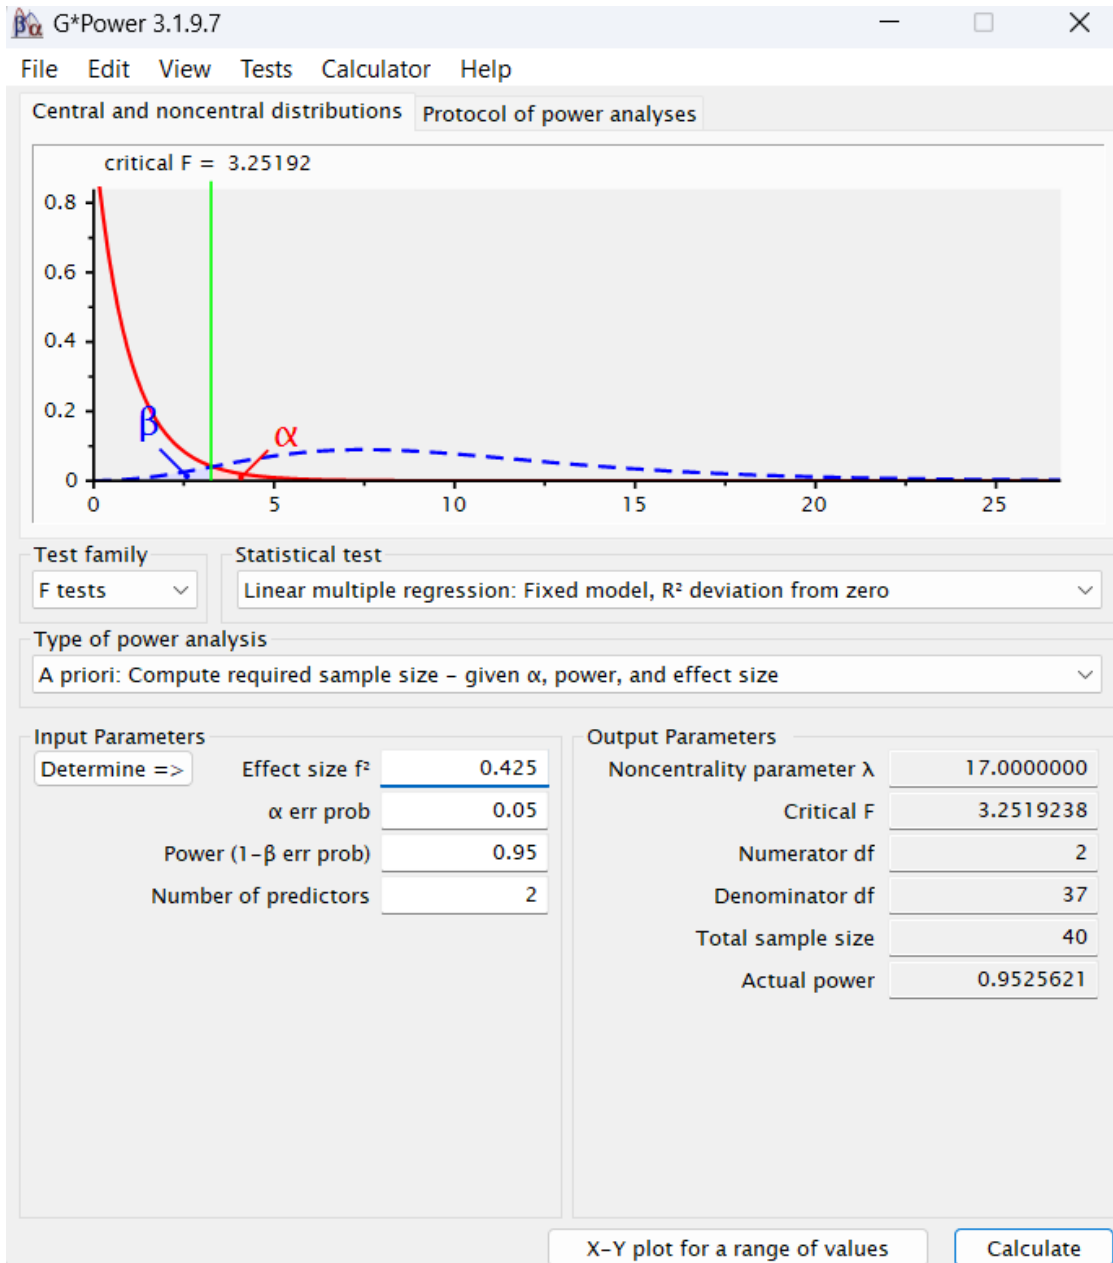 G*Power 3.1.9.7
File Edit View Tests Calculator Help
Central and noncentral distributions Protocol of power analyses
critical F = 3.25192
0.8
0.6
0.4
0.2
β α
0
0 5 10 15 20 25
Test family Statistical test
F tests Linear multiple regression: Fixed model, R² deviation from zero
Type of power analysis
A priori: Compute required sample size – given α, power, and effect size
Input Parameters Output Parameters
Determine => Effect size f² 0.425 Noncentrality parameter λ 17.0000000
α err prob 0.05 Critical F 3.2519238
Power (1-β err prob) 0.95 Numerator df 2
Number of predictors 2 Denominator df 37
Total sample size 40
Actual power 0.9525621
X-Y plot for a range of values Calculate